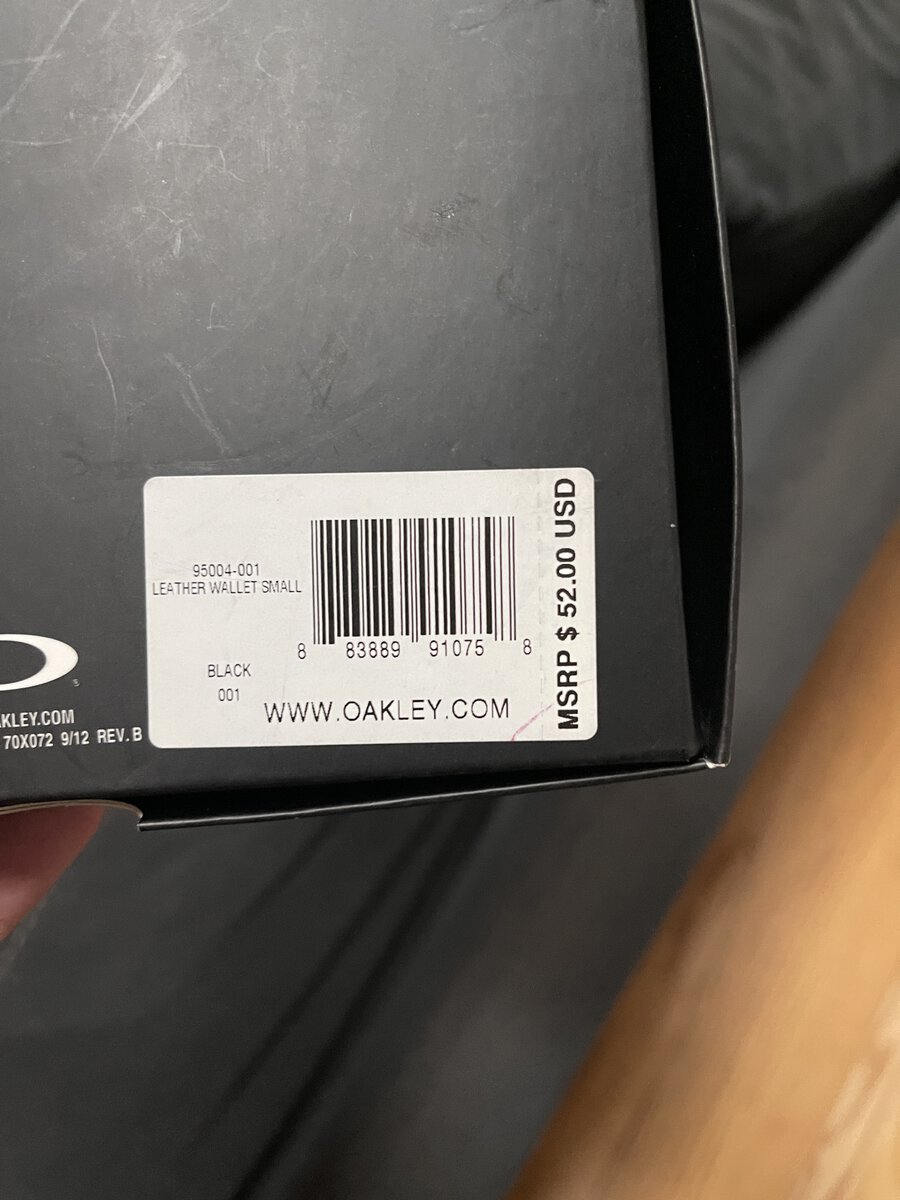 95004-001
LEATHER WALLET SMALL
8 83889 91075 8
BLACK
001
WWW.OAKLEY.COM
MSRP $ 52.00 USD
KLEY.COM
70X072 9/12 REV. B